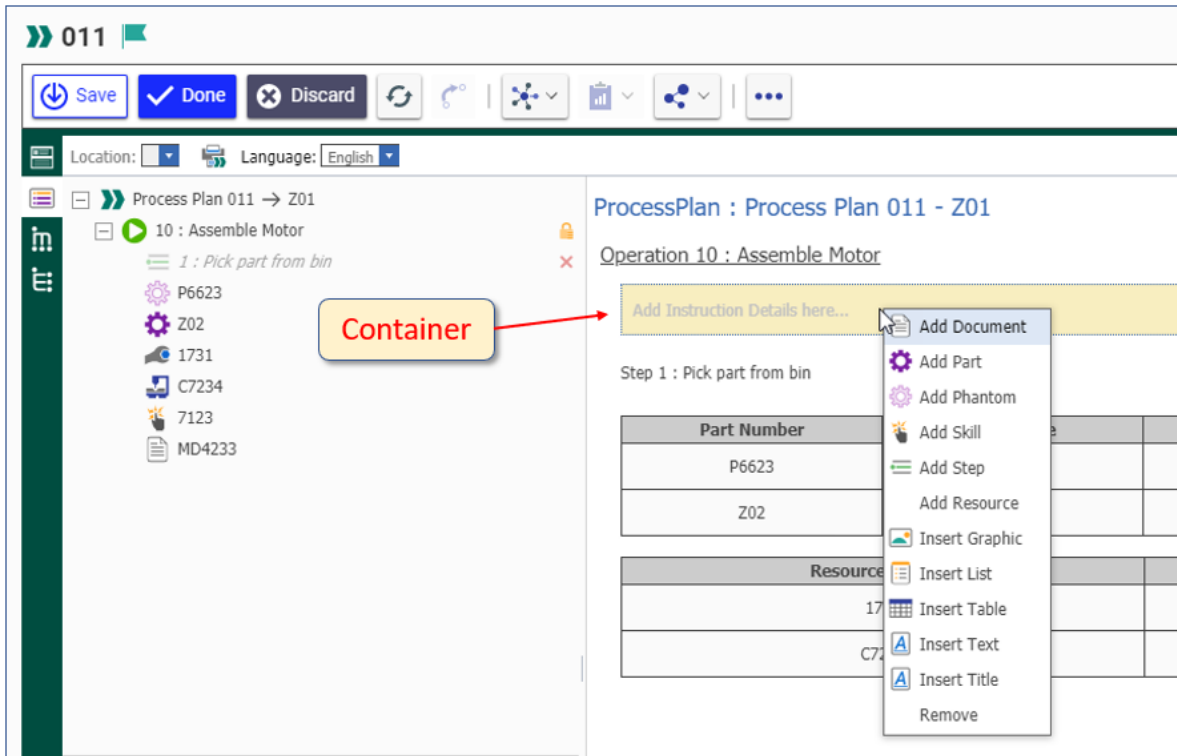 011
Save Done Discard
Location: Language: English
Process Plan 011 → Z01
10 : Assemble Motor
1 : Pick part from bin
P6623
Z02
1731
C7234
7123
MD4233
Container
ProcessPlan : Process Plan 011 - Z01
Operation 10 : Assemble Motor
Add Instruction Details here...
Step 1 : Pick part from bin
Part Number
P6623
Z02
Resource
17
Add Document
Add Part
Add Phantom
Add Skill
Add Step
Add Resource
Insert Graphic
Insert List
Insert Table
Insert Text
Insert Title
Remove